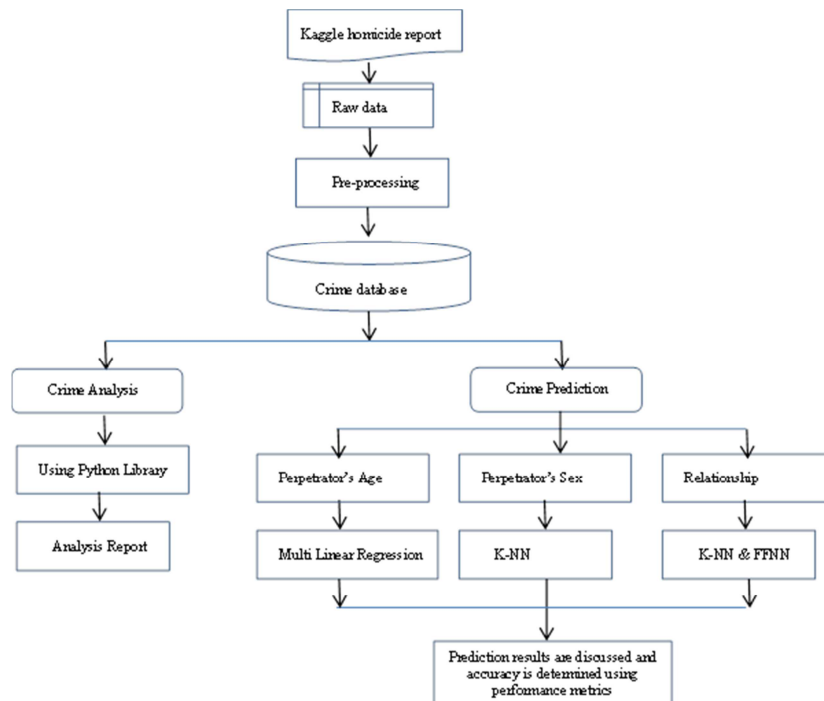 Kaggle homicide report
Raw data
Pre-processing
Crime database
Crime Analysis
Crime Prediction
Using Python Library
Perpetrator's Age
Perpetrator's Sex
Relationship
Analysis Report
Multi Linear Regression
K-NN
K-NN & FFNN
Prediction results are discussed and
accuracy is determined using
performance metrics